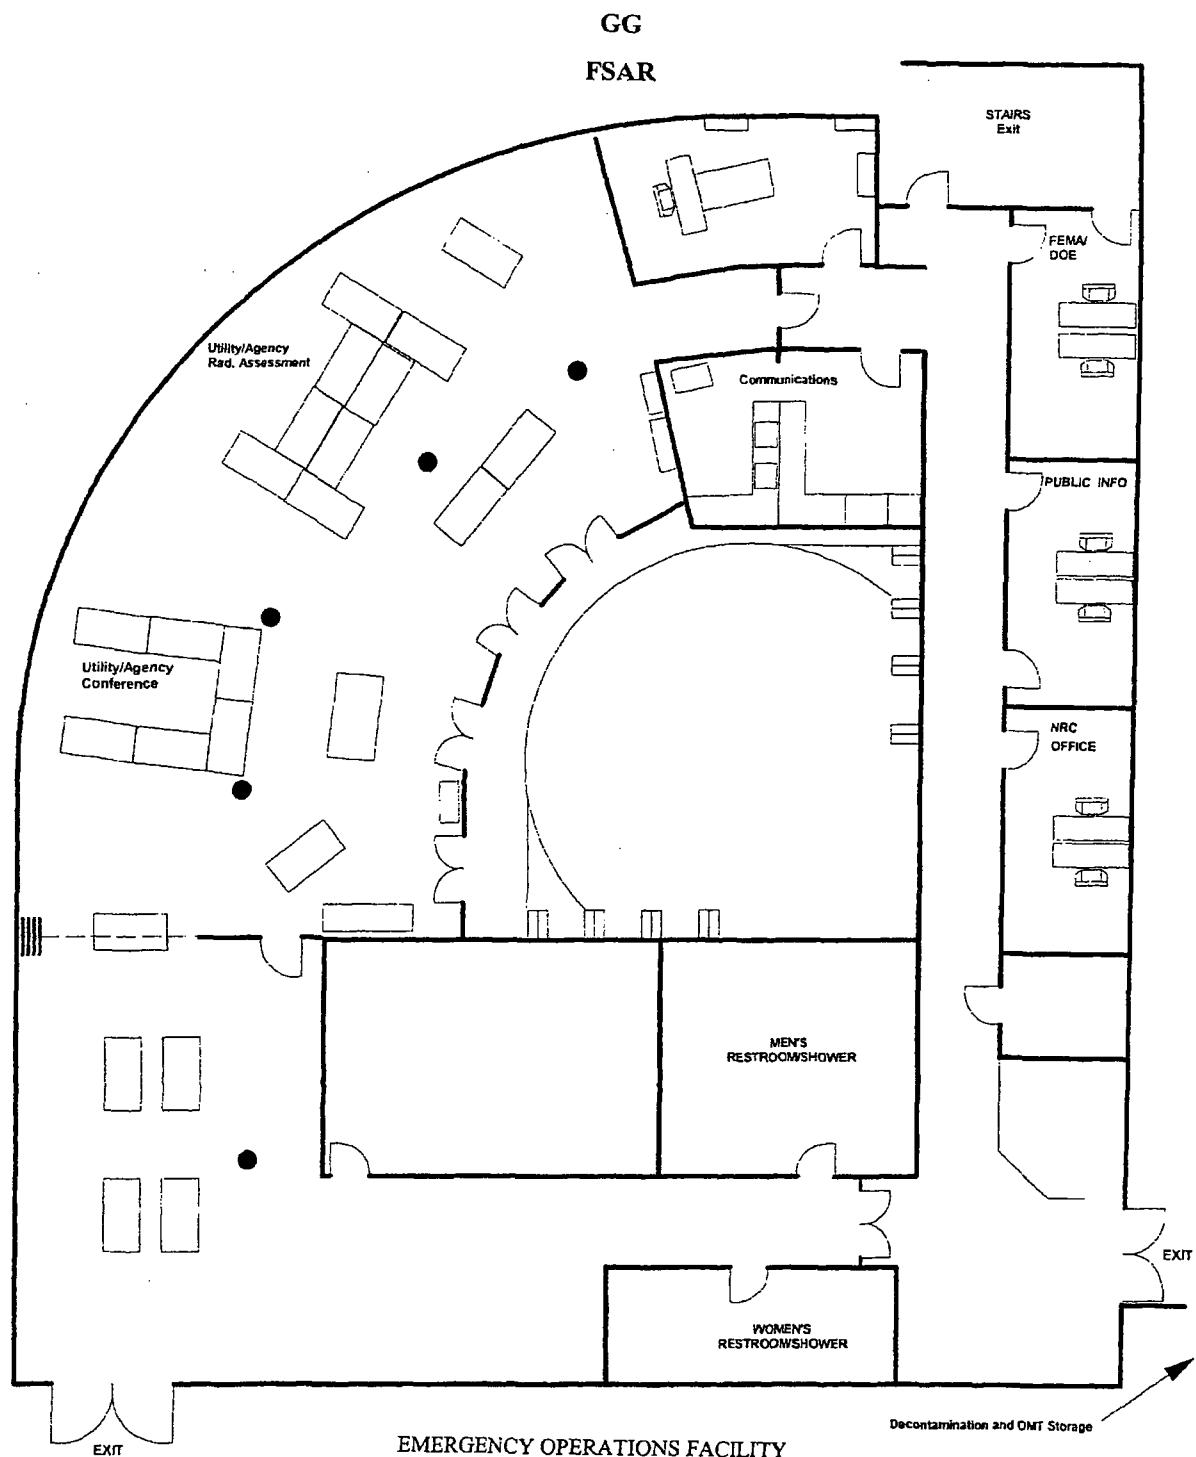 GG
FSAR
STAIRS
Exit
FEMA/
DOE
Utility/Agency
Rad. Assessment
Communications
PUBLIC INFO
Utility/Agency
Conference
NRC
OFFICE
MEN'S
RESTROOM/SHOWER
EXIT
WOMEN'S
RESTROOM/SHOWER
Decontamination and OMT Storage
EXIT
EMERGENCY OPERATIONS FACILITY